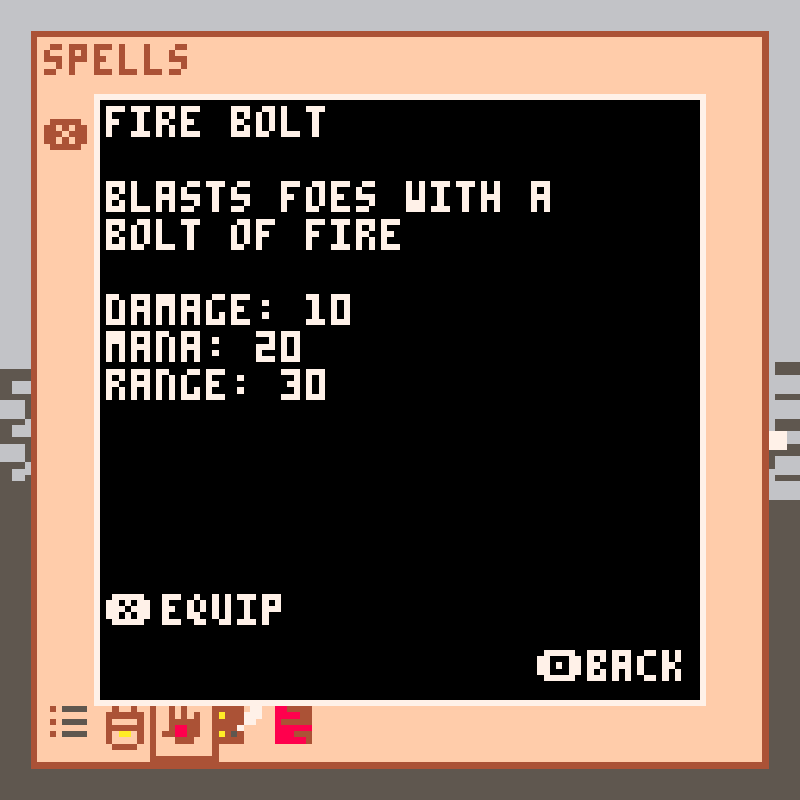 SPELLS
FIRE BOLT
BLASTS FOES WITH A
BOLT OF FIRE
DAMAGE: 10
MANA: 20
RANGE: 30
EQUIP
BACK